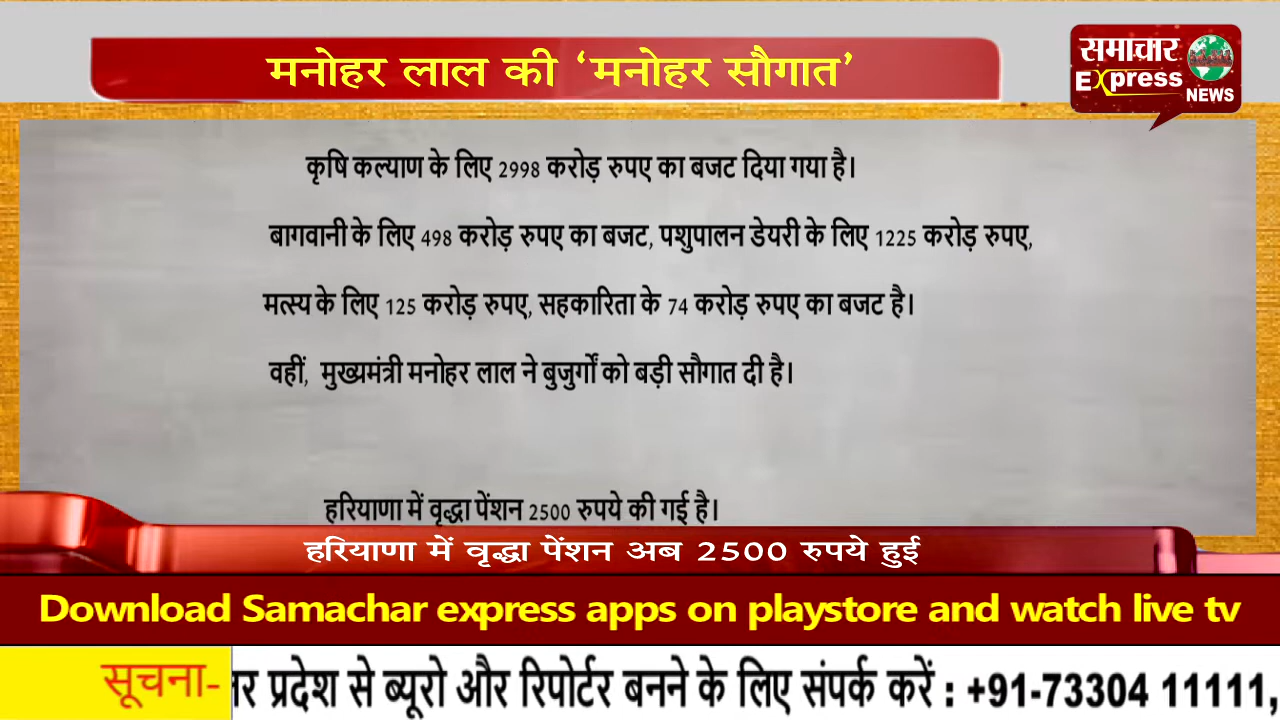 मनोहर लाल की ‘मनोहर सौगात’
समाचार
Express
NEWS
कृषि कल्याण के लिए 2998 करोड़ रुपए का बजट दिया गया है।
बागवानी के लिए 498 करोड़ रुपए का बजट, पशुपालन डेयरी के लिए 1225 करोड़ रुपए,
मत्स्य के लिए 125 करोड़ रुपए, सहकारिता के 74 करोड़ रुपए का बजट है।
वहीं, मुख्यमंत्री मनोहर लाल ने बुजुर्गों को बड़ी सौगात दी है।
हरियाणा में वृद्धा पेंशन 2500 रुपये की गई है।
हरियाणा में वृद्धा पेंशन अब 2500 रुपये हुई
Download Samachar express apps on playstore and watch live tv
सूचना- प्रदेश से ब्यूरो और रिपोर्टर बनने के लिए संपर्क करें : +91-73304 11111,